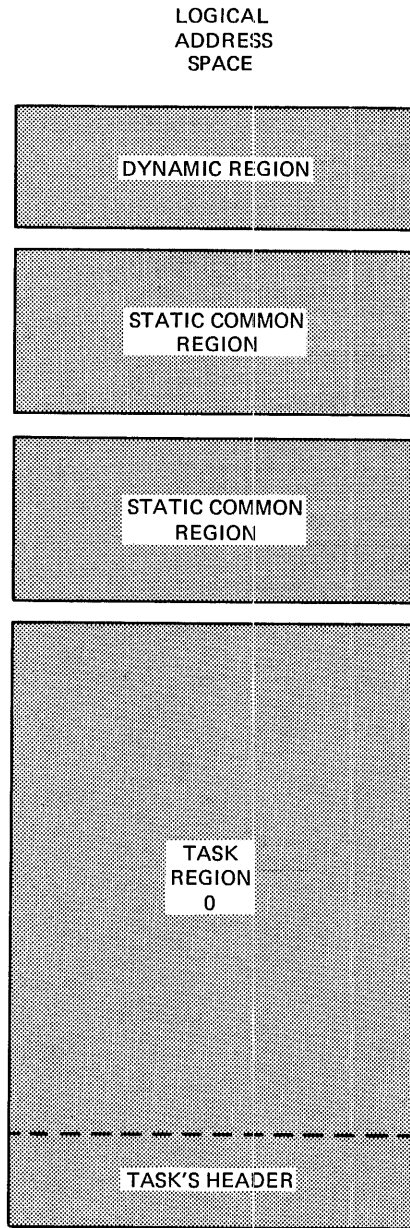 LOGICAL
ADDRESS
SPACE
DYNAMIC REGION
STATIC COMMON
REGION
STATIC COMMON
REGION
TASK
REGION
0
TASK'S HEADER